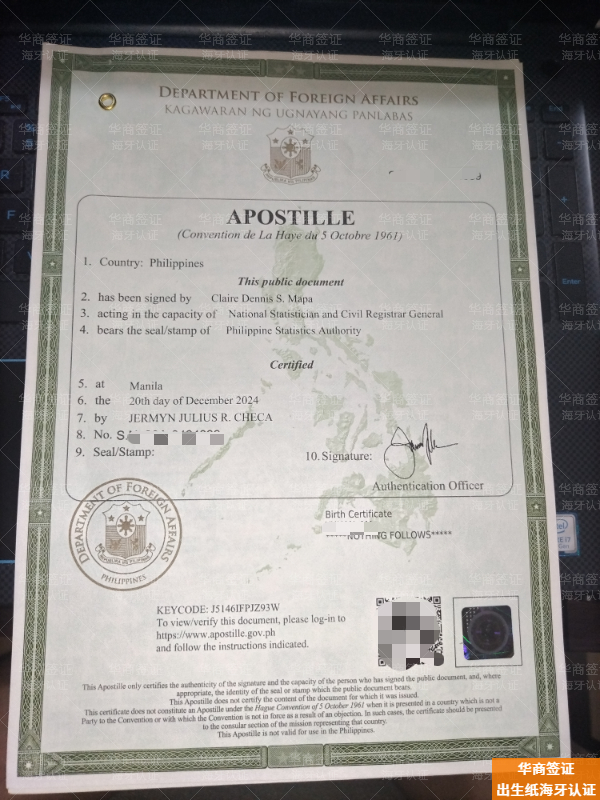 DEPARTMENT OF FOREIGN AFFAIRS
KAGAWARAN NG UGNAYANG PANLABAS
APOSTILLE
(Convention de La Haye du 5 Octobre 1961)
1. Country: Philippines
This public document
2. has been signed by Claire Dennis S. Mapa
3. acting in the capacity of National Statistician and Civil Registrar General
4. bears the seal/stamp of Philippine Statistics Authority
Certified
5. at Manila
6. the 20th day of December 2024
7. by JERMYN JULIUS R. CHECA
8. No.
9. Seal/Stamp:
10. Signature:
Authentication Officer
DEPARTMENT OF FOREIGN AFFAIRS
PHILIPPINES
Birth Certificate
NOTHING FOLLOWS*****
KEYCODE: J5146IFPJZ93W
To view/verify this document, please log-in to
https://www.apostille.gov.ph
and follow the instructions indicated.
This Apostille only certifies the authenticity of the signature and the capacity of the person who has signed the public document, and, where
appropriate, the identity of the seal or stamp which the public document bears.
This Apostille does not certify the content of the document for which it was issued.
This certificate does not constitute an Apostille under the Hague Convention of 5 October 1961 when it is presented in a country which is not a
Party to the Convention or with which the Convention is not in force as a result of an objection. In such cases, the certificate should be presented
to the consular section of the mission representing that country.
This Apostille is not valid for use in the Philippines.
华商签证
海牙认证
华商签证
出生纸海牙认证